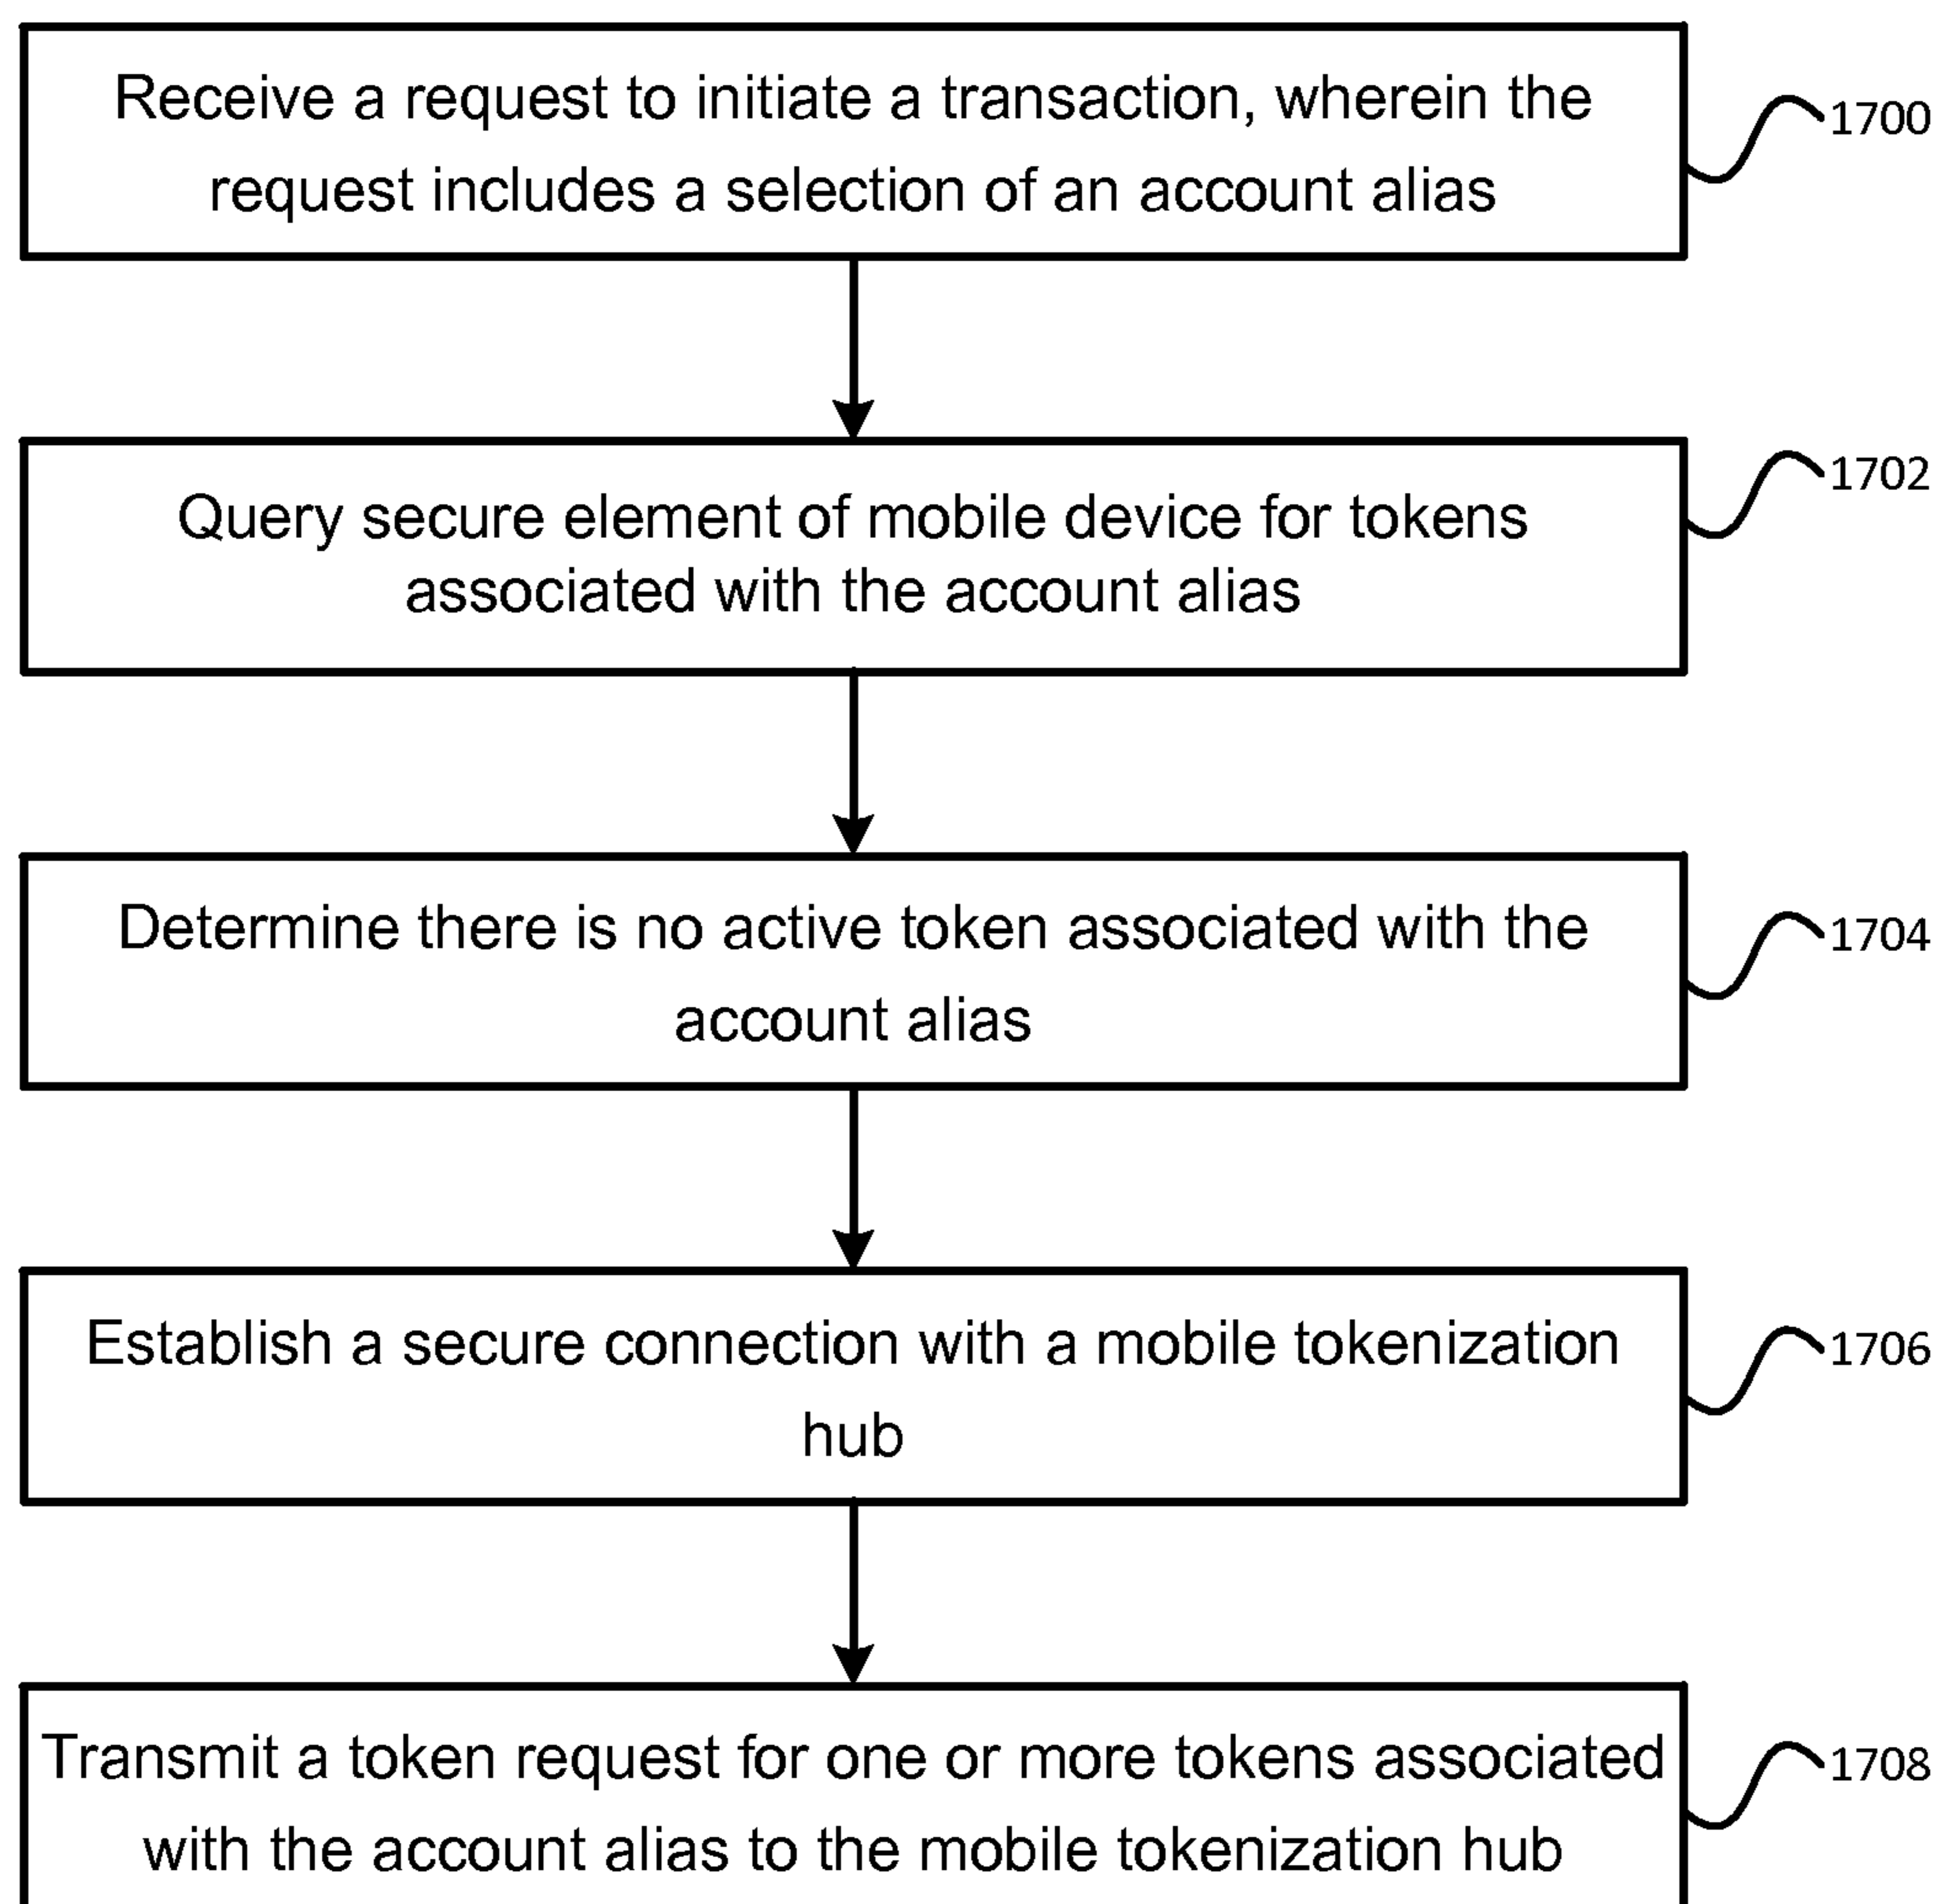 Receive a request to initiate a transaction, wherein the
request includes a selection of an account alias
1700
Query secure element of mobile device for tokens
associated with the account alias
1702
Determine there is no active token associated with the
account alias
1704
Establish a secure connection with a mobile tokenization
hub
1706
Transmit a token request for one or more tokens associated
with the account alias to the mobile tokenization hub
1708